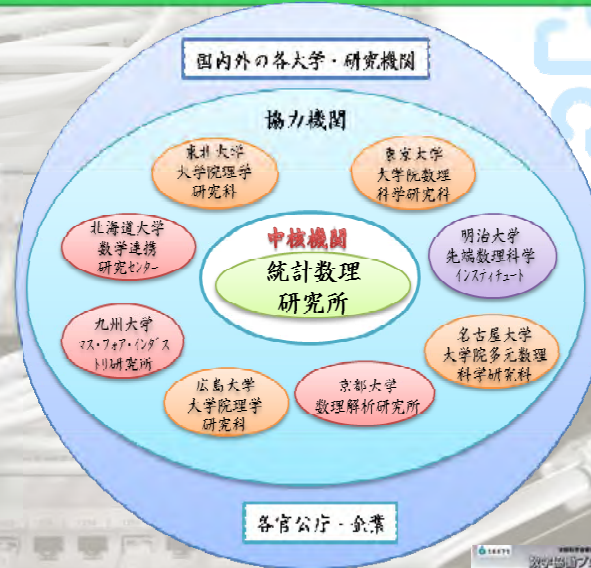 国内外の各大学・研究機関
協力機関
東北大学
大学院理学
研究科
東京大学
大学院数理
科学研究科
北海道大学
数学連携
研究センター
中核機関
統計数理
研究所
明治大学
先端数理科学
インスティチュート
九州大学
マス・フォア・インダス
トリ研究所
名古屋大学
大学院多元数理
科学研究科
広島大学
大学院理学
研究科
京都大学
数理解析研究所
各官公庁・企業